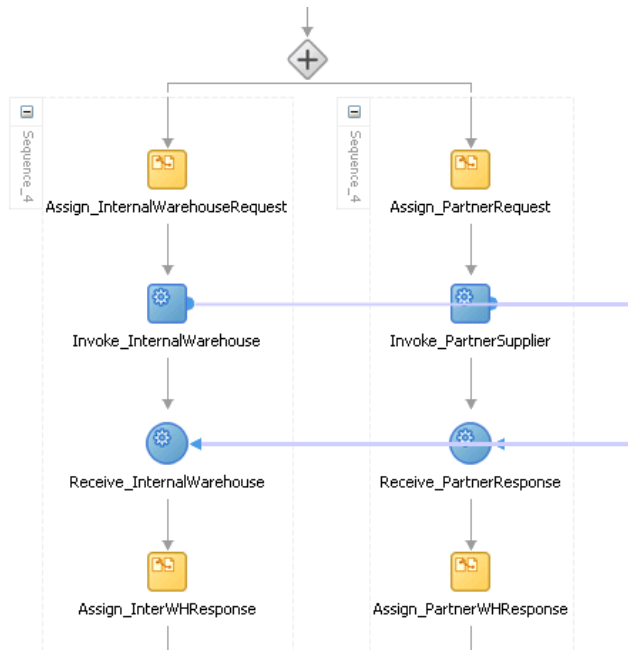 Sequence_4
Sequence_4
Assign_InternalWarehouseRequest
Assign_PartnerRequest
Invoke_InternalWarehouse
Invoke_PartnerSupplier
Receive_InternalWarehouse
Receive_PartnerResponse
Assign_InterWHResponse
Assign_PartnerWHResponse